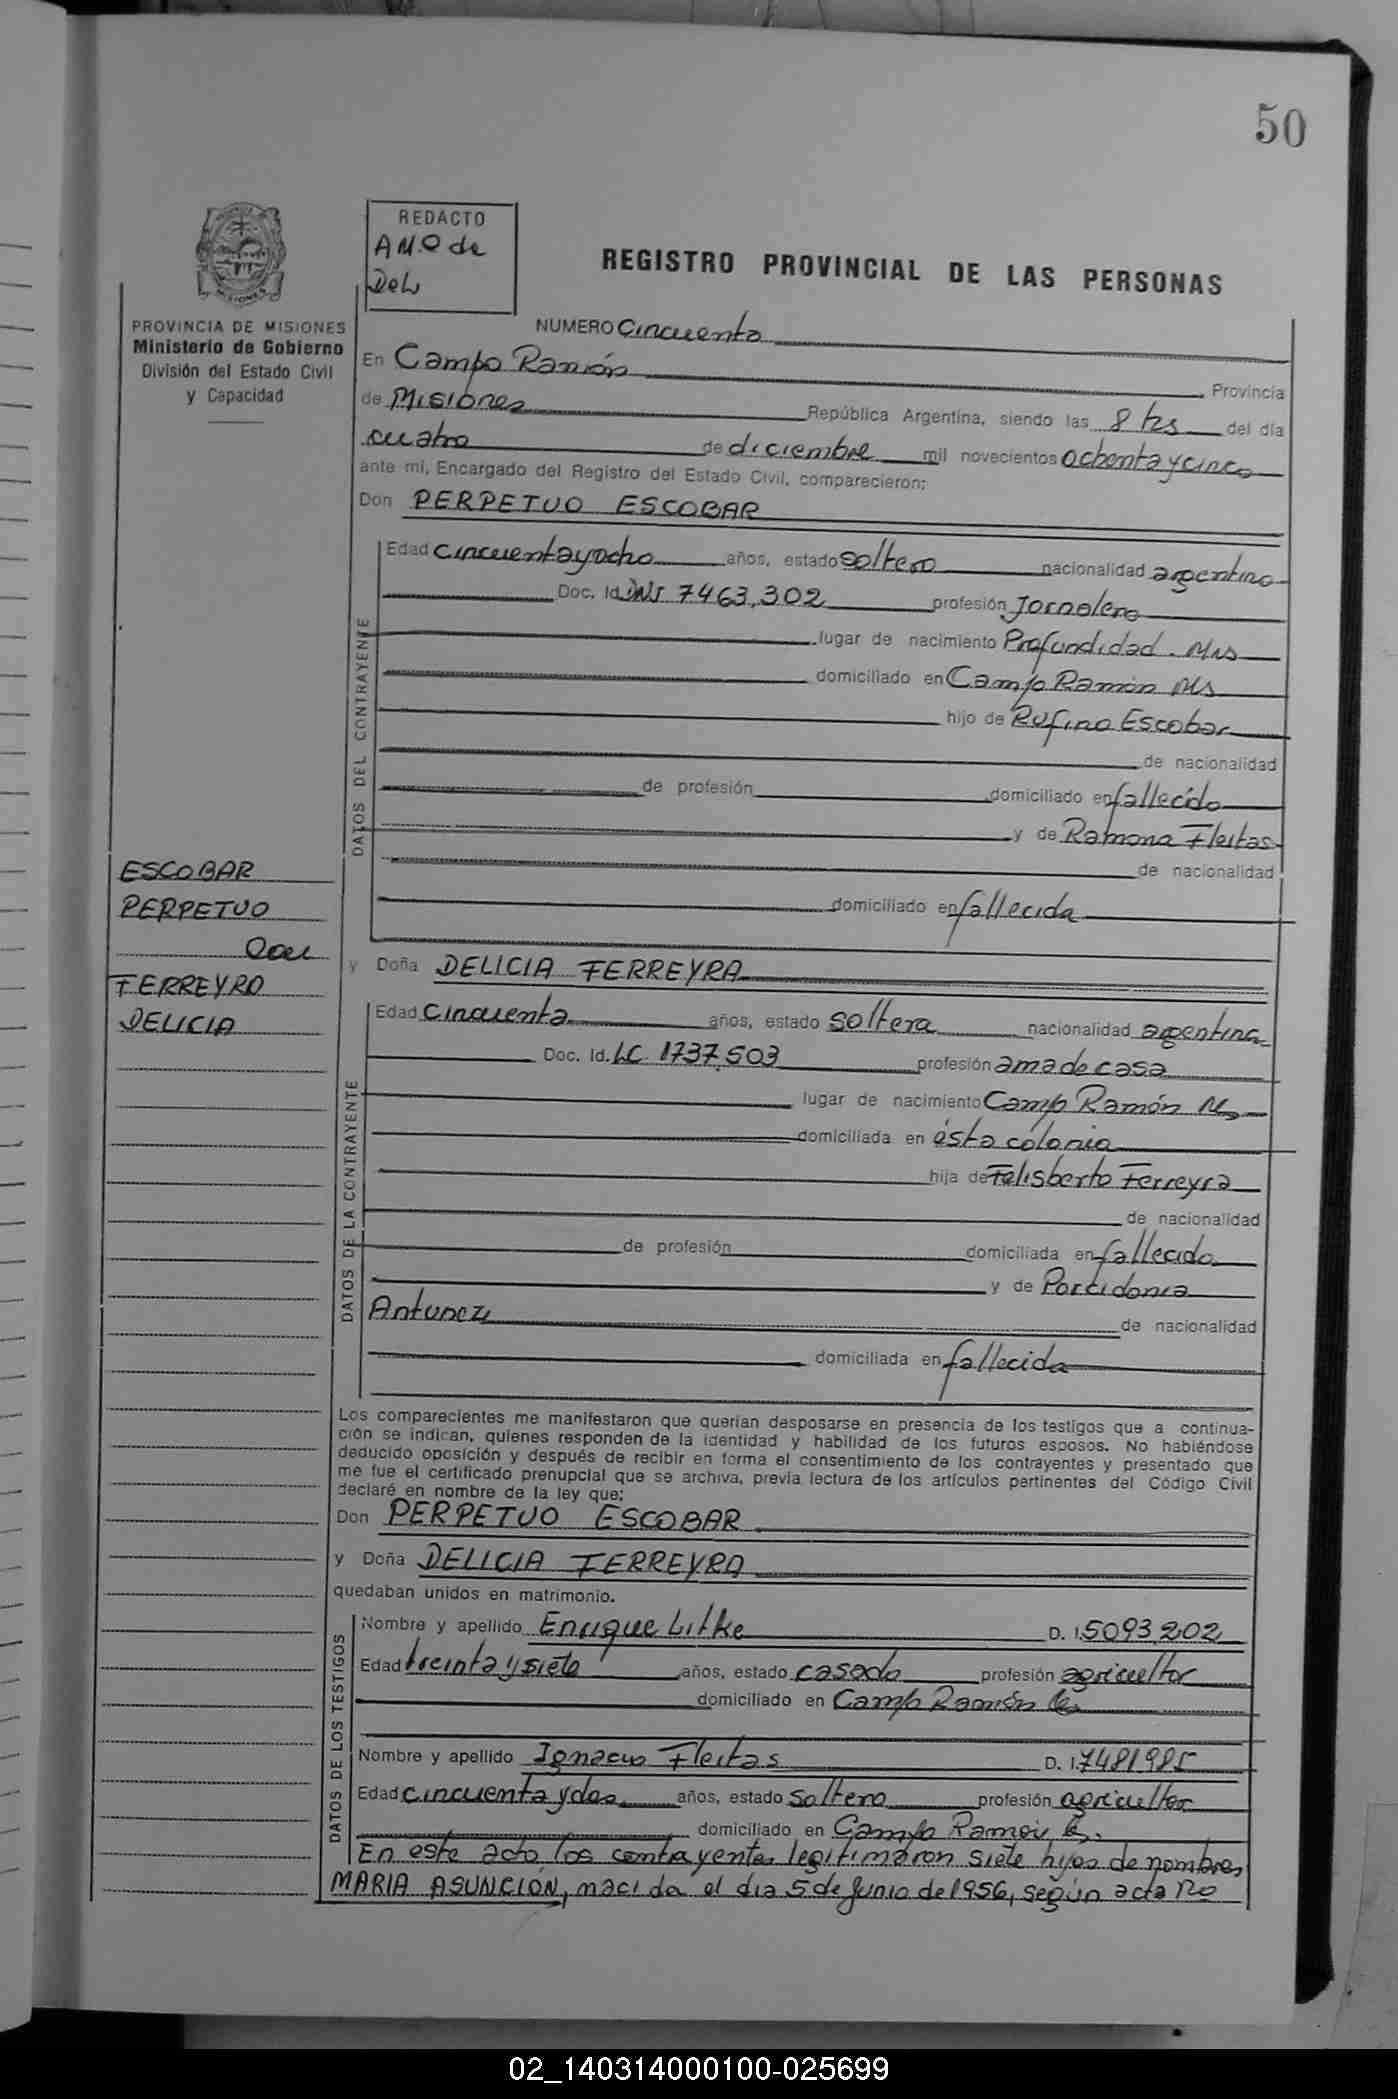 50
REDACTO
PROVINCIA DE MISIONES
Ministerio de Gobierno
División del Estado Civil
y Capacidad
REGISTRO PROVINCIAL DE LAS PERSONAS
NUMERO Cincuenta
En Campo Ramón Provincia
de Misiones República Argentina, siendo las 8 hs del día
cuatro de diciembre mil novecientos ochenta y cinco
ante mi, Encargado del Registro del Estado Civil, comparecieron:
Don PERPETUO ESCOBAR
DATOS DEL CONTRAYENTE
Edad cincuenta y ocho años, estado soltero nacionalidad argentino
Doc. Id. DNI 7463,302 profesión Jornalero
lugar de nacimiento Profundidad. Mns
domiciliado en Campo Ramón Ms
hijo de Rufino Escobar
de nacionalidad
de profesión domiciliado en fallecido
y de Ramona Fleitas
de nacionalidad
domiciliado en fallecida
ESCOBAR
PERPETUO
con
FERREYRO
DELICIA
y Doña DELICIA FERREYRA
DATOS DE LA CONTRAYENTE
Edad cincuenta años, estado soltera nacionalidad argentina
Doc. Id. LC. 1737,503 profesión ama de casa
lugar de nacimiento Campo Ramón
domiciliada en ésta colonia
hija de Felisberto Ferreyra
de nacionalidad
de profesión domiciliada en fallecido
y de Porcidonia
Antunez de nacionalidad
domiciliada en fallecida
Los comparecientes me manifestaron que querían desposarse en presencia de los testigos que a continua-
ción se indican, quienes responden de la identidad y habilidad de los futuros esposos. No habiéndose
deducido oposición y después de recibir en forma el consentimiento de los contrayentes y presentado que
me fue el certificado prenupcial que se archiva, previa lectura de los artículos pertinentes del Código Civil
declaré en nombre de la ley que:
Don PERPETUO ESCOBAR
y Doña DELICIA FERREYRA
quedaban unidos en matrimonio.
DATOS DE LOS TESTIGOS
Nombre y apellido Enrique Litke D. I. 5093,202
Edad treinta y siete años, estado casado profesión agricultor
domiciliado en Campo Ramón
Nombre y apellido Ignacio Fleitas D. I. 7481985
Edad cincuenta y dos años, estado soltero profesión agricultor
domiciliado en Campo Ramón
En este acto los contrayentes legitimaron siete hijos de nombres,
MARIA ASUNCION, nacida el día 5 de Junio de 1956, según acta No
02_140314000100-025699